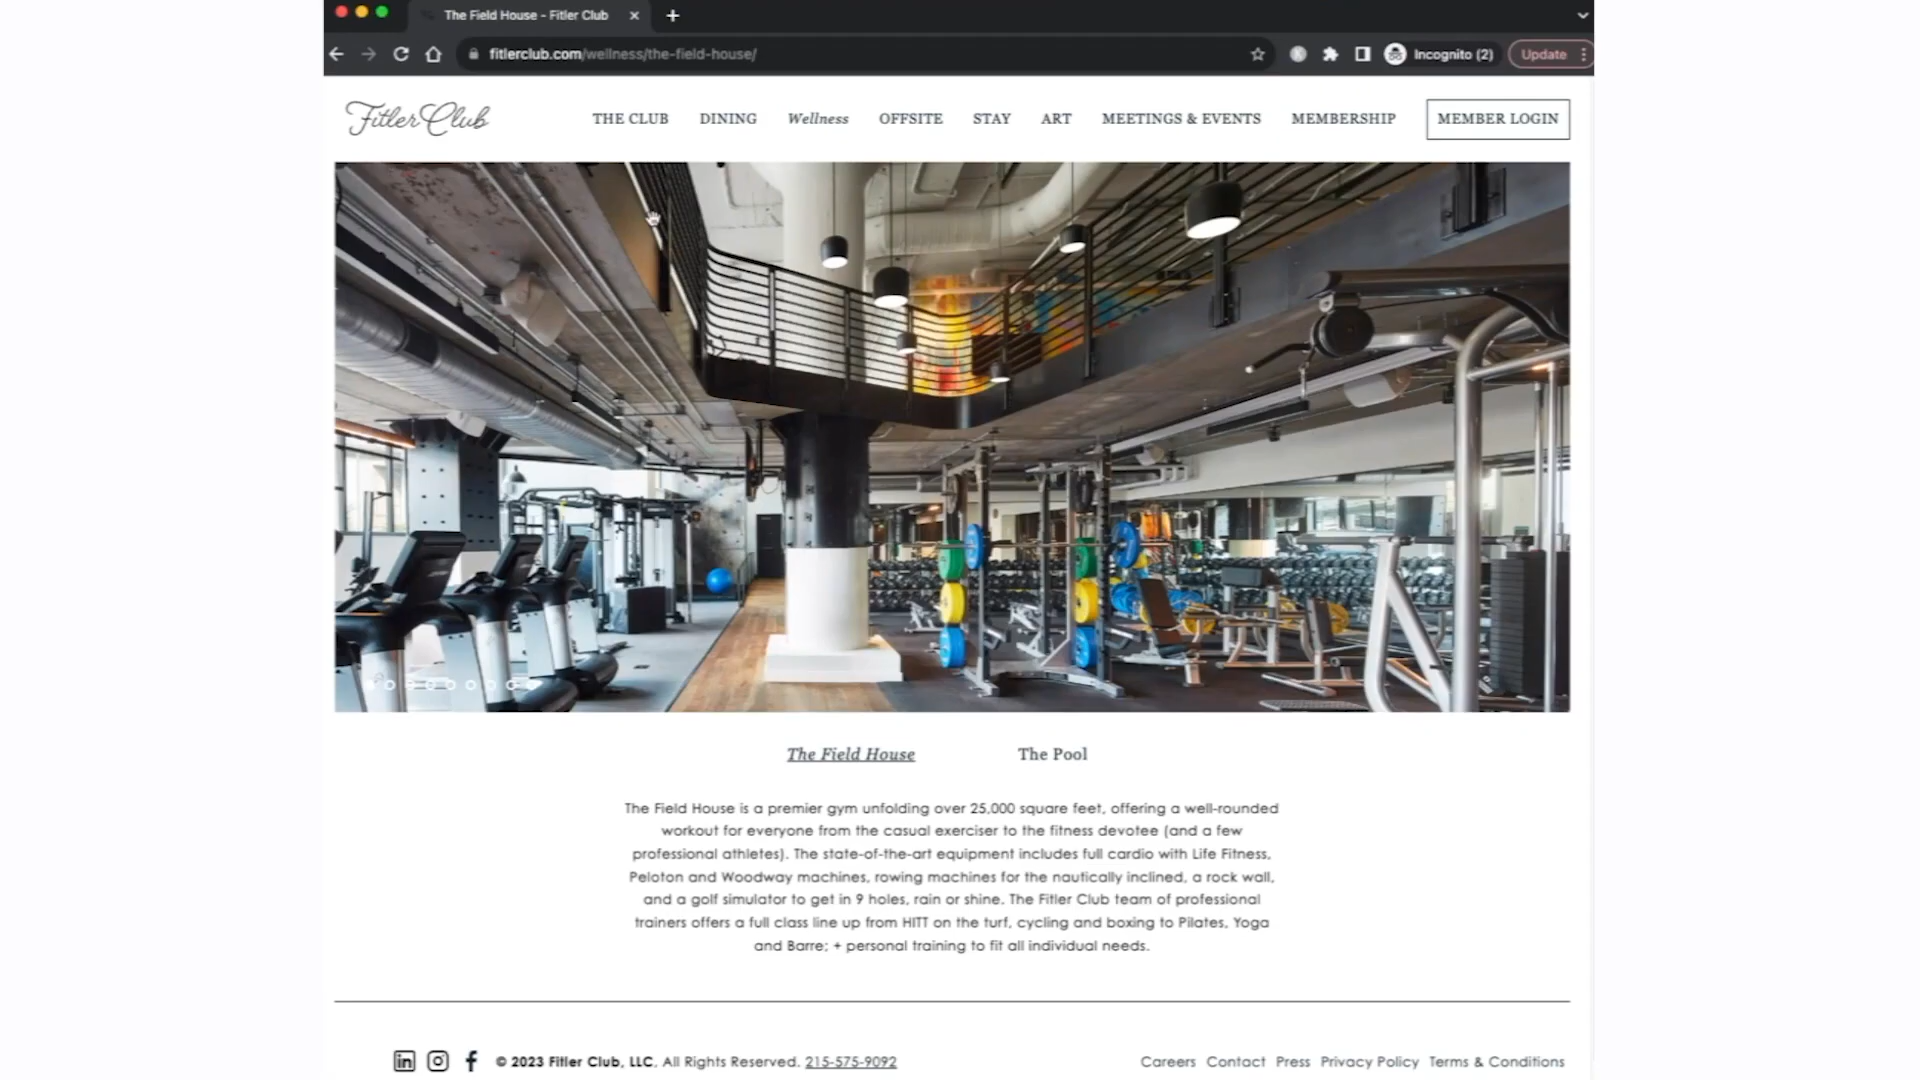 The Field House - Fitler Club
fitlerclub.com/wellness/the-field-house/
Incognito (2)
Update
Fitler Club
THE CLUB
DINING
Wellness
OFFSITE
STAY
ART
MEETINGS & EVENTS
MEMBERSHIP
MEMBER LOGIN
The Field House
The Pool
The Field House is a premier gym unfolding over 25,000 square feet, offering a well-rounded
workout for everyone from the casual exerciser to the fitness devotee (and a few
professional athletes). The state-of-the-art equipment includes full cardio with Life Fitness,
Peloton and Woodway machines, rowing machines for the nautically inclined, a rock wall,
and a golf simulator to get in 9 holes, rain or shine. The Fitler Club team of professional
trainers offers a full class line up from HITT on the turf, cycling and boxing to Pilates, Yoga
and Barre; + personal training to fit all individual needs.
© 2023 Fitler Club, LLC. All Rights Reserved. 215-575-9092
Careers Contact Press Privacy Policy Terms & Conditions